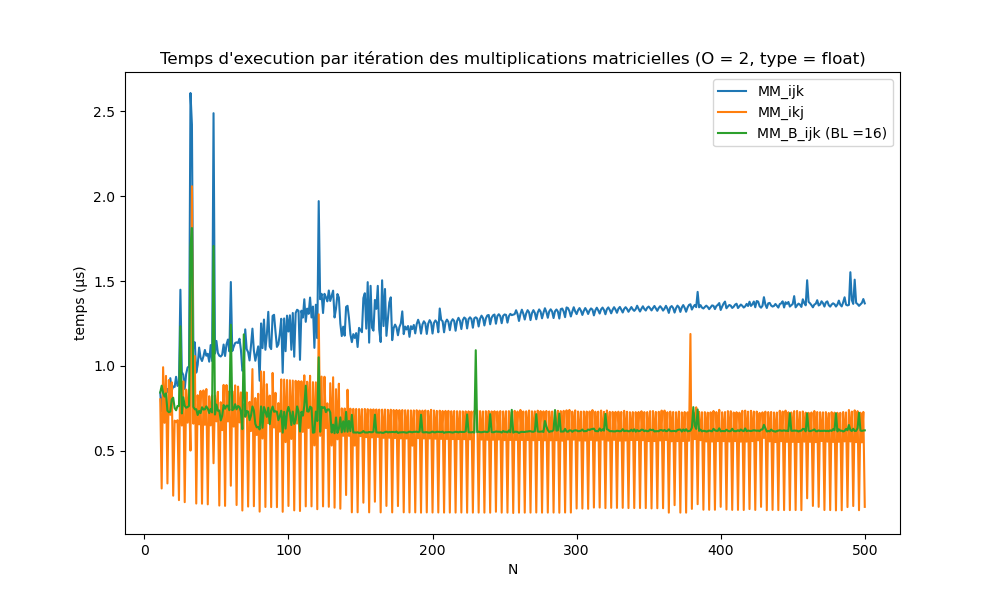 Temps d'execution par itération des multiplications matricielles (O = 2, type = float)
MM_ijk
MM_ikj
MM_B_ijk (BL =16)
temps (µs)
2.5
2.0
1.5
1.0
0.5
0
100
200
300
400
500
N